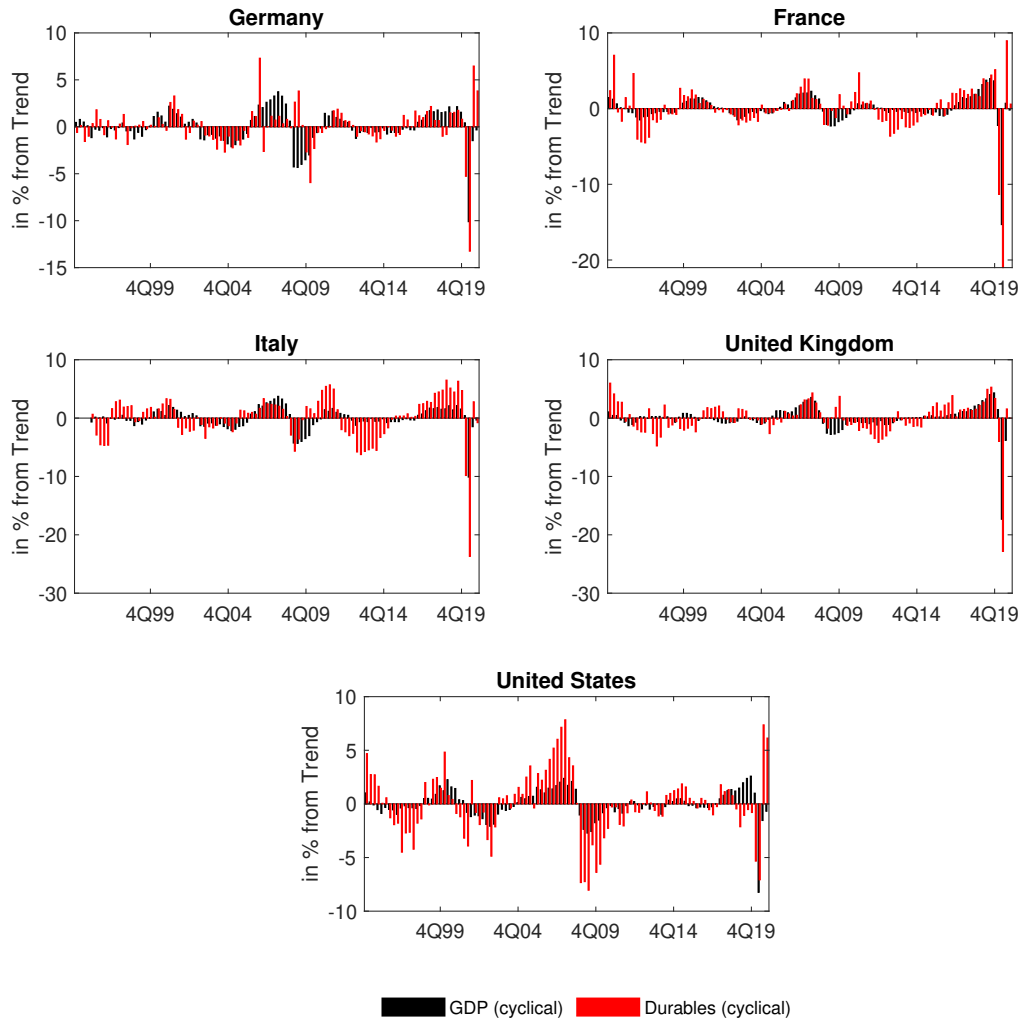 Germany
in % from Trend
10
5
0
-5
-10
-15
4Q99 4Q04 4Q09 4Q14 4Q19
France
in % from Trend
10
0
-10
-20
4Q99 4Q04 4Q09 4Q14 4Q19
Italy
in % from Trend
10
0
-10
-20
-30
4Q99 4Q04 4Q09 4Q14 4Q19
United Kingdom
in % from Trend
10
0
-10
-20
-30
4Q99 4Q04 4Q09 4Q14 4Q19
United States
in % from Trend
10
5
0
-5
-10
4Q99 4Q04 4Q09 4Q14 4Q19
GDP (cyclical) Durables (cyclical)